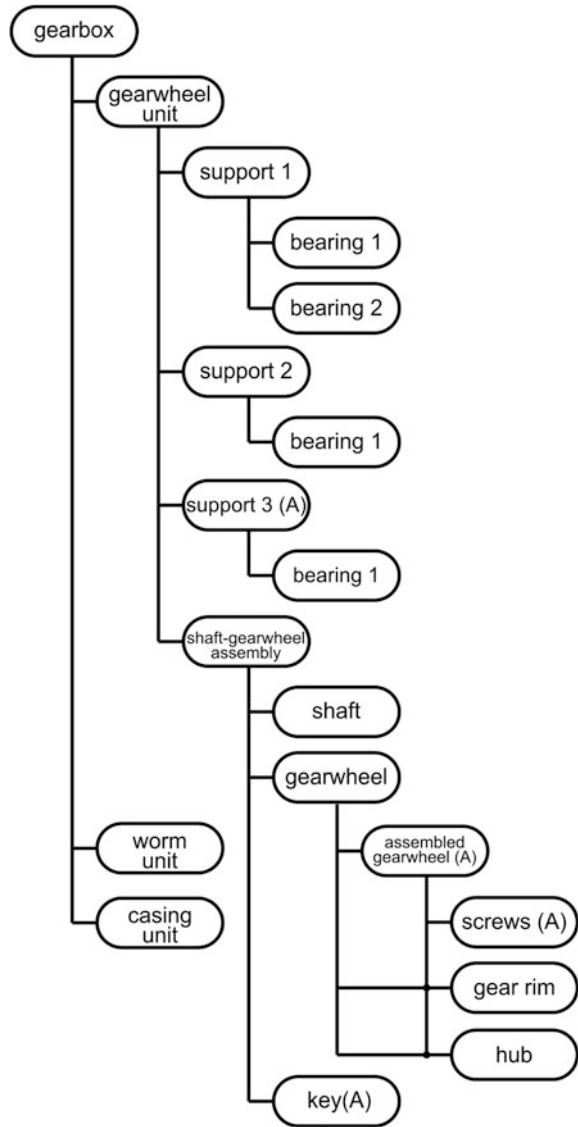 gearbox
gearwheel
unit
support 1
bearing 1
bearing 2
support 2
bearing 1
support 3 (A)
bearing 1
shaft-gearwheel
assembly
shaft
gearwheel
assembled
gearwheel (A)
worm
unit
screws (A)
casing
unit
gear rim
hub
key(A)